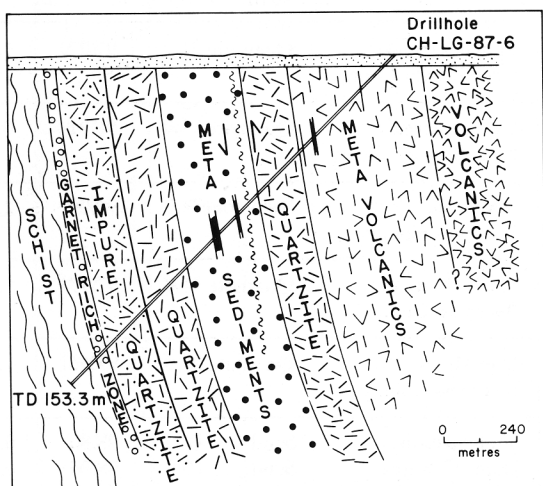 Drillhole
CH-LG-87-6
SCHIST
GARNET RICH ZONE
IMPURE QUARTZITE
QUARTZITE
META SEDIMENTS
QUARTZITE
META VOLCANICS
VOLCANICS
?
TD 153.3m
0 240
metres